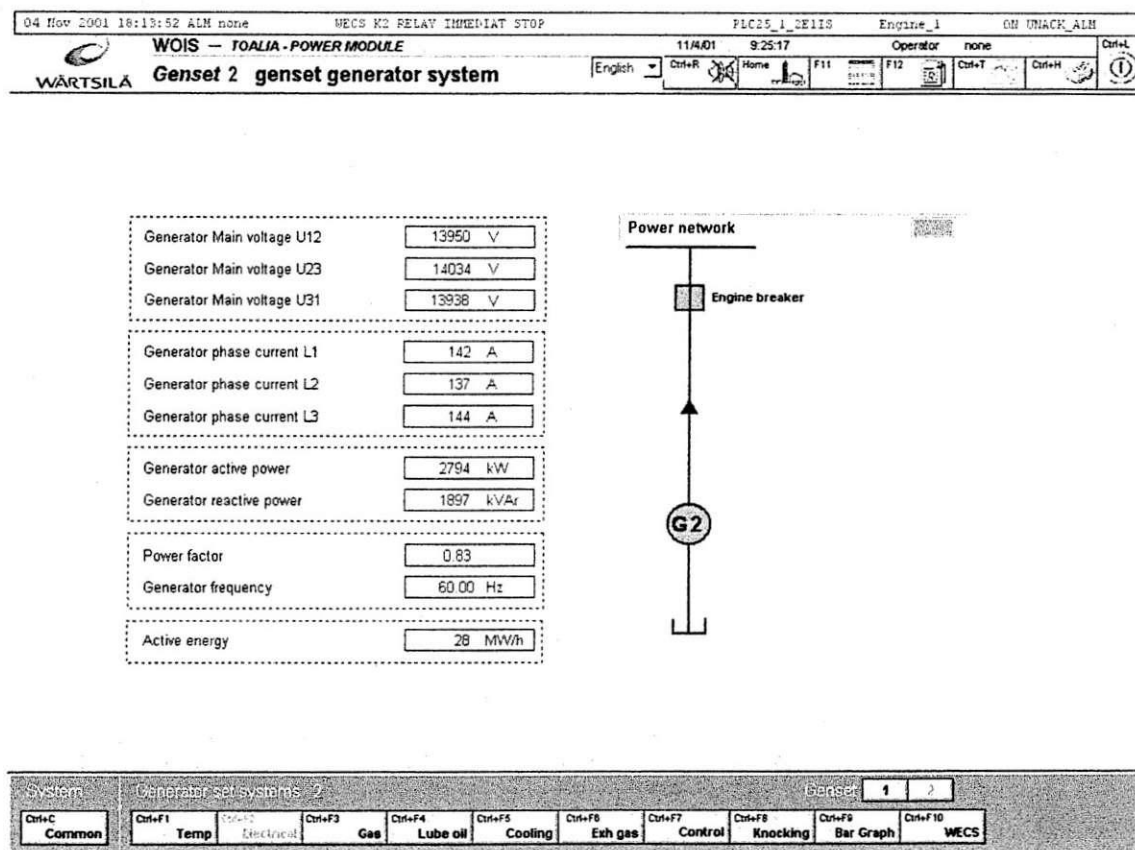 04 Nov 2001 18:13:52 ALM none WECS K2 RELAY IMMEDIAT STOP PLC25_1_2E1IS Engine_1 ON UNACK_ALM
WOIS – TOALIA - POWER MODULE 11/4/01 9:25:17 Operator none Ctrl+L
WÄRTSILÄ Genset 2 genset generator system English Ctrl+R Home F11 F12 Ctrl+T Ctrl+H
Power network
Generator Main voltage U12 13950 V
Generator Main voltage U23 14034 V
Generator Main voltage U31 13938 V
Engine breaker
Generator phase current L1 142 A
Generator phase current L2 137 A
Generator phase current L3 144 A
Generator active power 2794 kW
Generator reactive power 1897 kVAr
G2
Power factor 0.83
Generator frequency 60.00 Hz
Active energy 28 MW/h
System Generator set systems 2 Genset 1 2
Ctrl+C Common Ctrl+F1 Temp Ctrl+F2 Electrical Ctrl+F3 Gas Ctrl+F4 Lube oil Ctrl+F5 Cooling Ctrl+F6 Exh gas Ctrl+F7 Control Ctrl+F8 Knocking Ctrl+F9 Bar Graph Ctrl+F10 WECS